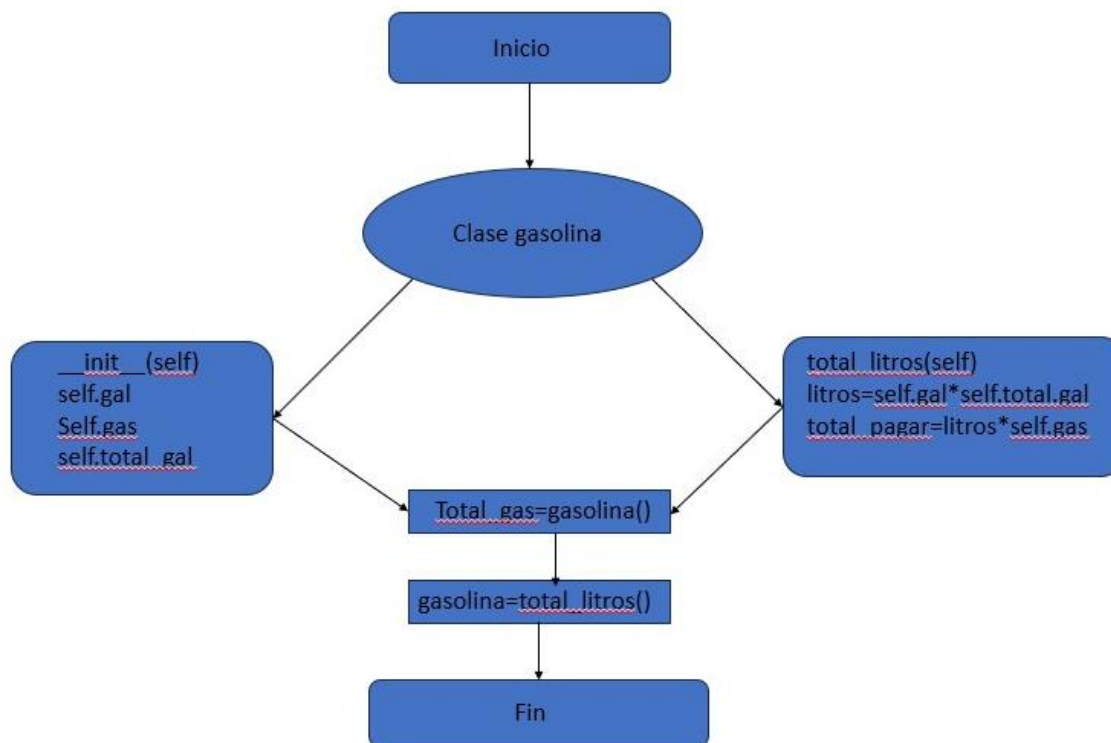 Inicio
Clase gasolina
__init__(self)
self.gal
Self.gas
self.total_gal
total_litros(self)
litros=self.gal*self.total.gal
total_pagar=litros*self.gas
Total_gas=gasolina()
gasolina=total_litros()
Fin